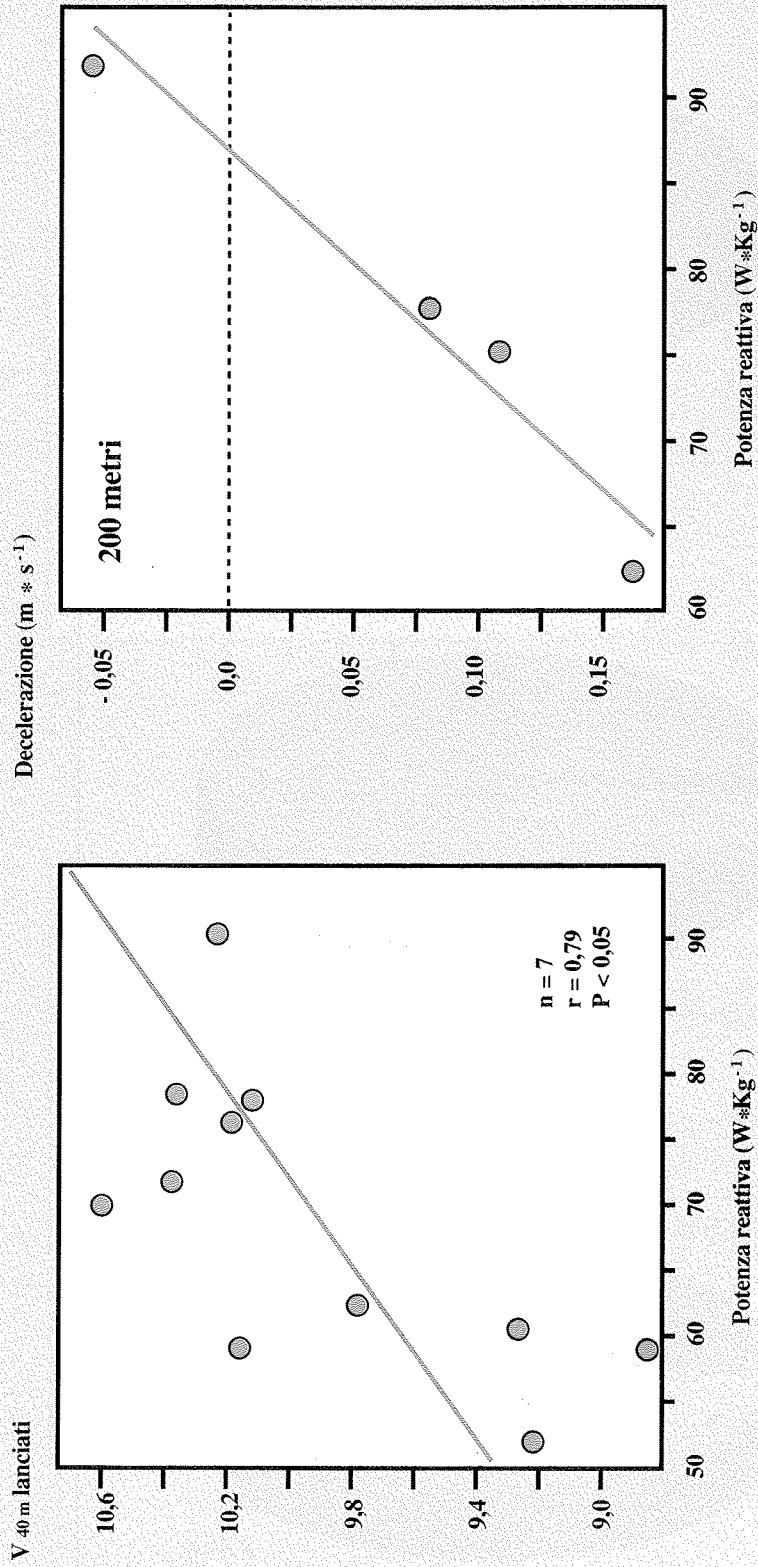 V 40 m lanciati
10,6
10,2
9,8
9,4
9,0
50
60
70
80
90
n = 7
r = 0,79
P < 0,05
Potenza reattiva (W*Kg-1)
Decelerazione (m * s-1)
200 metri
- 0,05
0,0
0,05
0,10
0,15
60
70
80
90
Potenza reattiva (W*Kg-1)